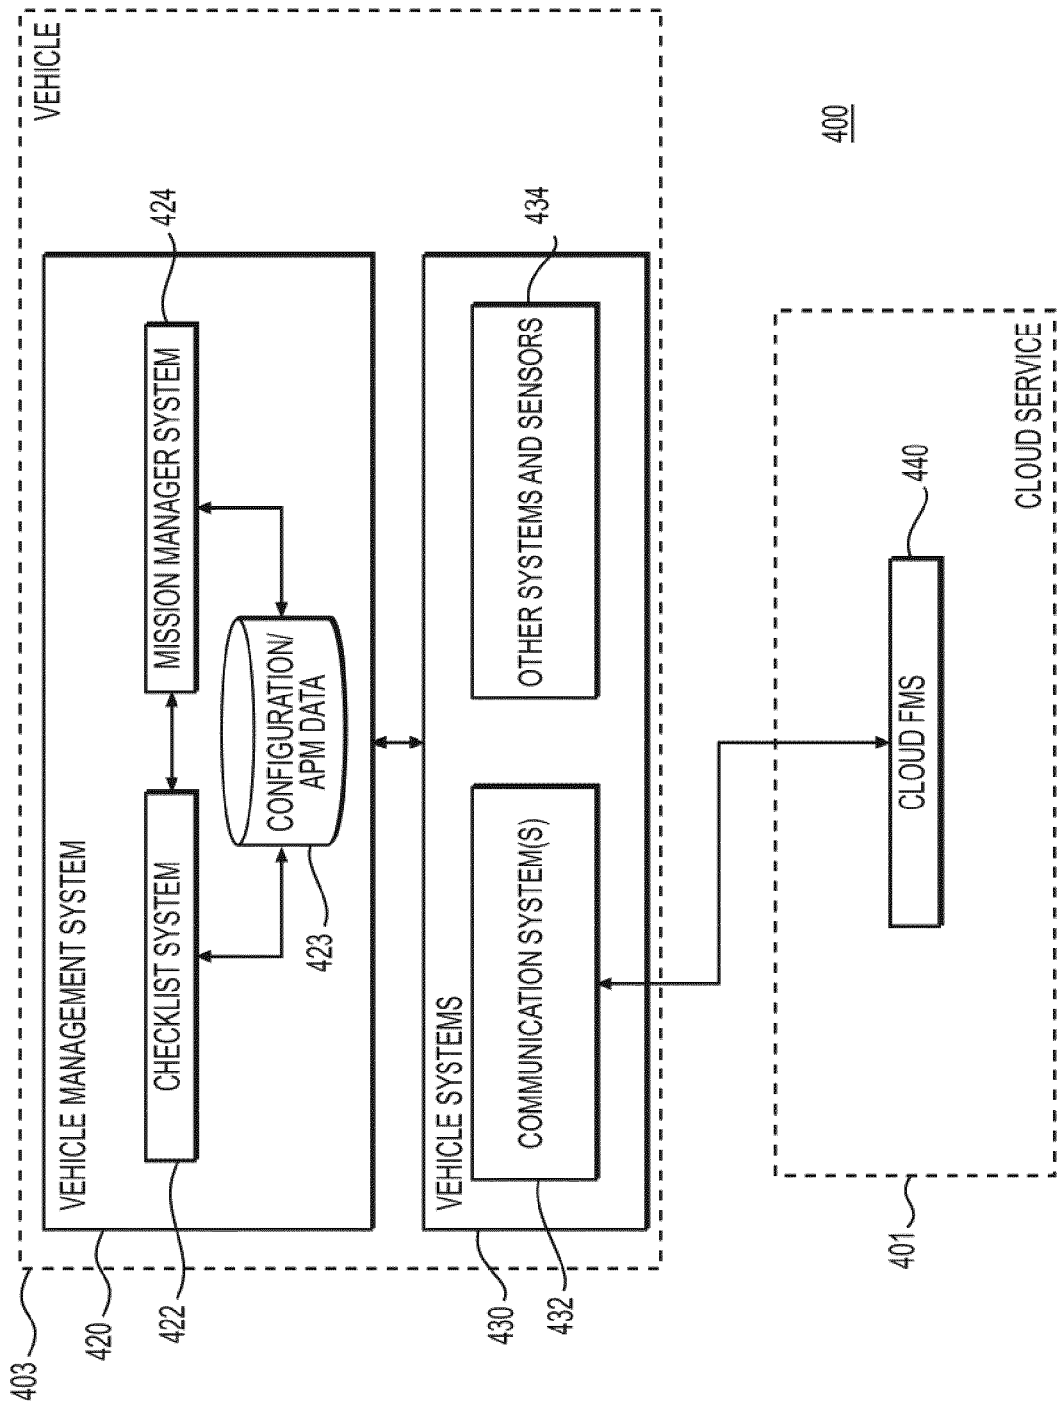 403
VEHICLE
420
VEHICLE MANAGEMENT SYSTEM
422
CHECKLIST SYSTEM
MISSION MANAGER SYSTEM
424
423
CONFIGURATION/
APM DATA
430
VEHICLE SYSTEMS
432
COMMUNICATION SYSTEM(S)
OTHER SYSTEMS AND SENSORS
434
400
401
CLOUD FMS
440
CLOUD SERVICE